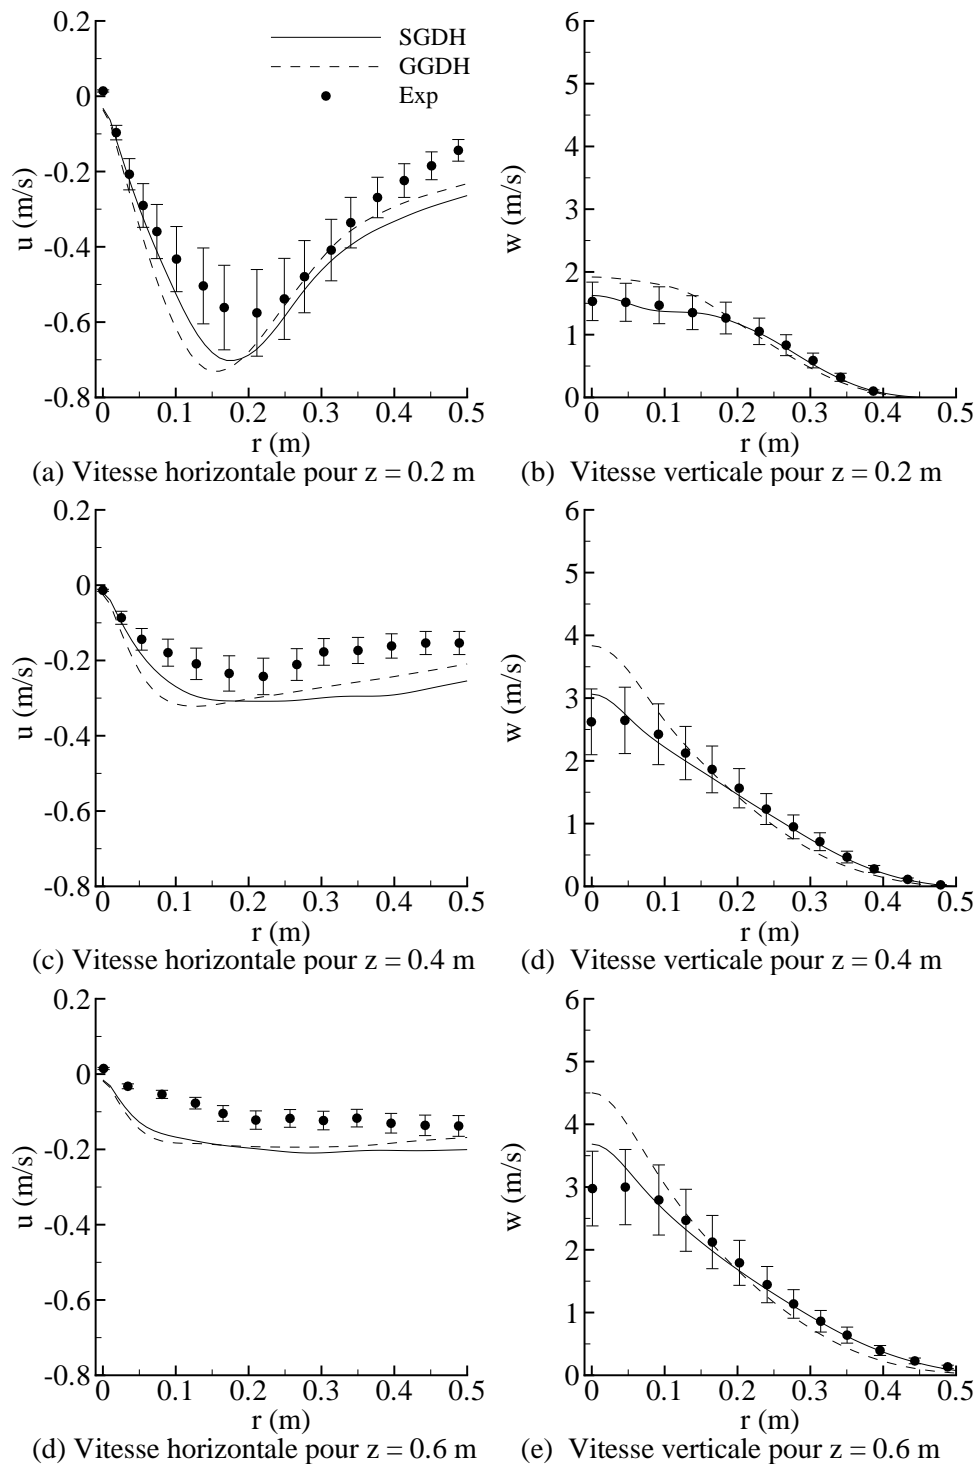 SGDH
GGDH
Exp
0.2
0
-0.2
-0.4
-0.6
-0.8
u (m/s)
0 0.1 0.2 0.3 0.4 0.5
r (m)
(a) Vitesse horizontale pour z = 0.2 m
6
5
4
3
2
1
0
w (m/s)
0 0.1 0.2 0.3 0.4 0.5
r (m)
(b) Vitesse verticale pour z = 0.2 m
0.2
0
-0.2
-0.4
-0.6
-0.8
u (m/s)
0 0.1 0.2 0.3 0.4 0.5
r (m)
(c) Vitesse horizontale pour z = 0.4 m
6
5
4
3
2
1
0
w (m/s)
0 0.1 0.2 0.3 0.4 0.5
r (m)
(d) Vitesse verticale pour z = 0.4 m
0.2
0
-0.2
-0.4
-0.6
-0.8
u (m/s)
0 0.1 0.2 0.3 0.4 0.5
r (m)
(d) Vitesse horizontale pour z = 0.6 m
6
5
4
3
2
1
0
w (m/s)
0 0.1 0.2 0.3 0.4 0.5
r (m)
(e) Vitesse verticale pour z = 0.6 m